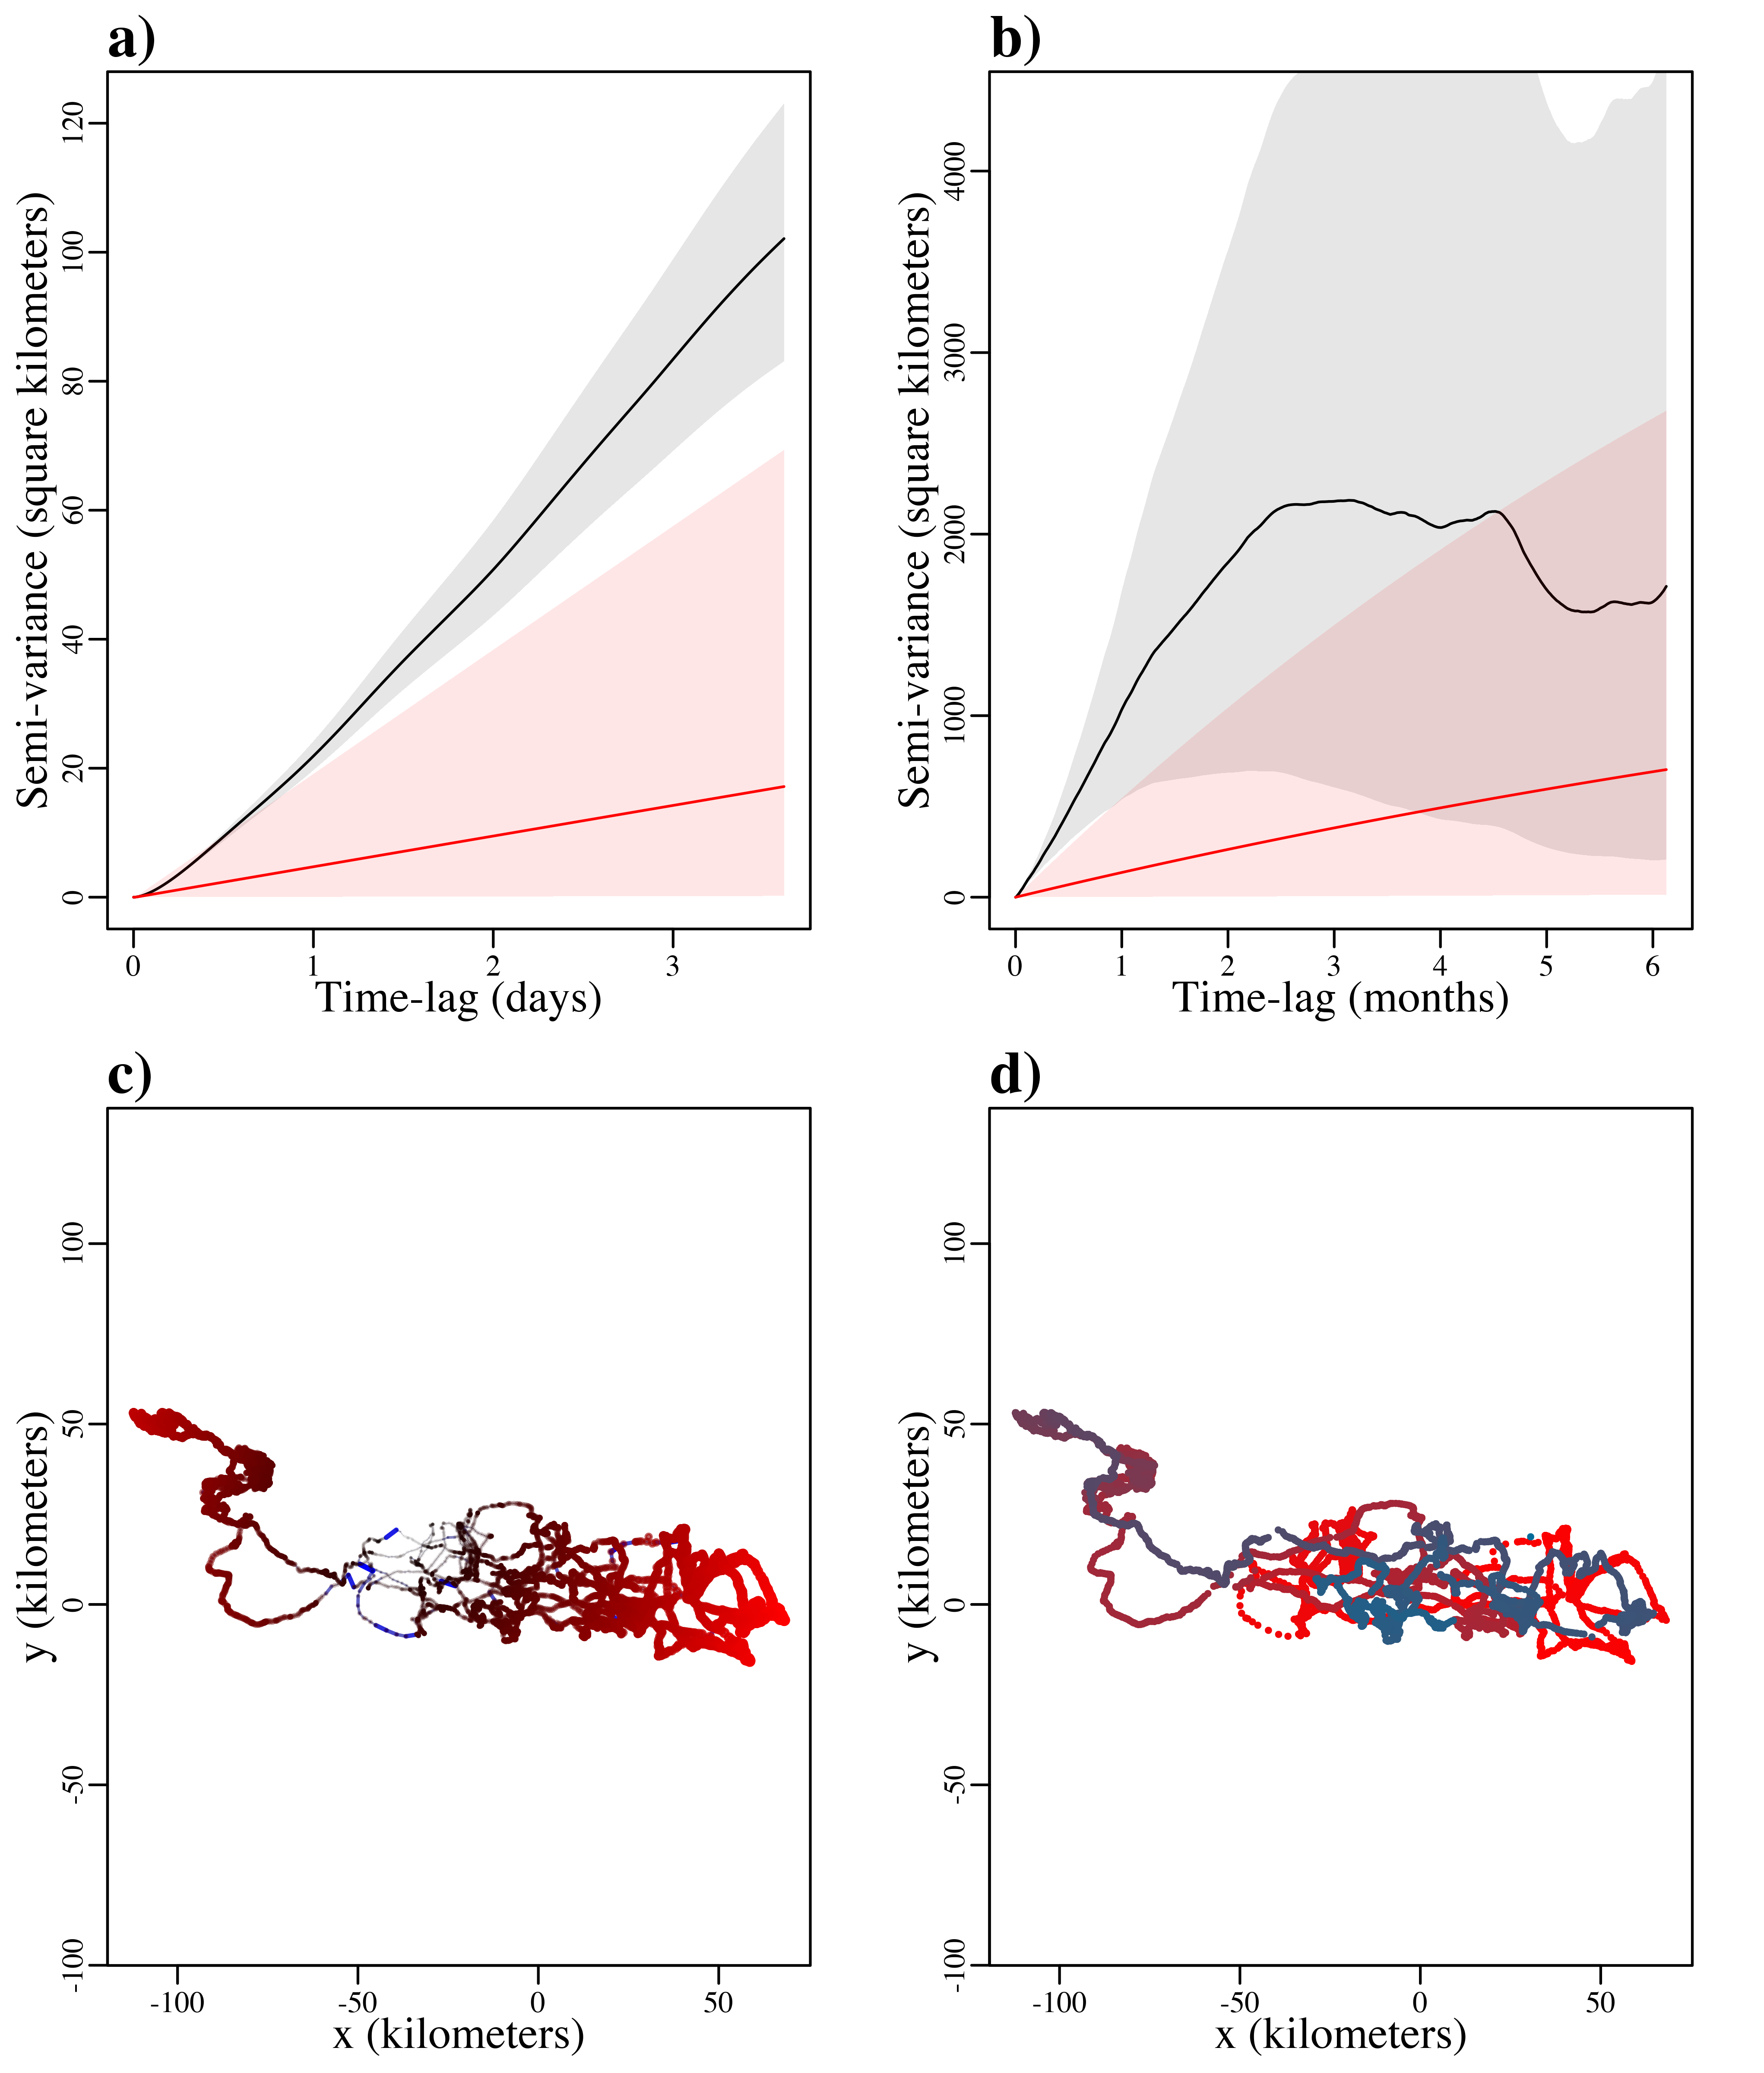 a)
Semi-variance (square kilometers)
120
100
80
60
40
20
0
0 1 2 3
Time-lag (days)
b)
Semi-variance (square kilometers)
4000
3000
2000
1000
0
0 1 2 3 4 5 6
Time-lag (months)
c)
y (kilometers)
100
50
0
-50
-100
-100 -50 0 50
x (kilometers)
d)
y (kilometers)
100
50
0
-50
-100
-100 -50 0 50
x (kilometers)